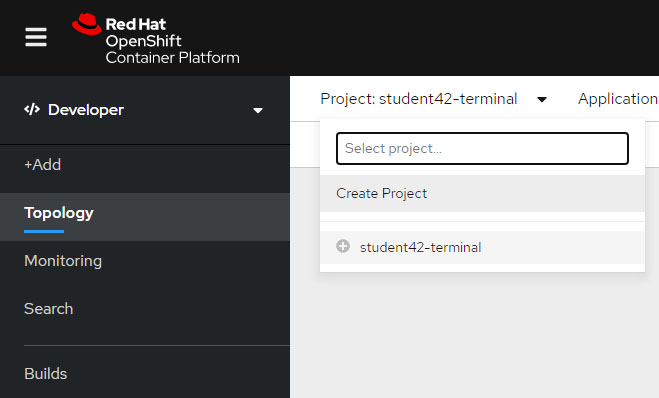 Red Hat
OpenShift
Container Platform
Developer
Project: student42-terminal
Application
+Add
Select project...
Create Project
Topology
student42-terminal
Monitoring
Search
Builds